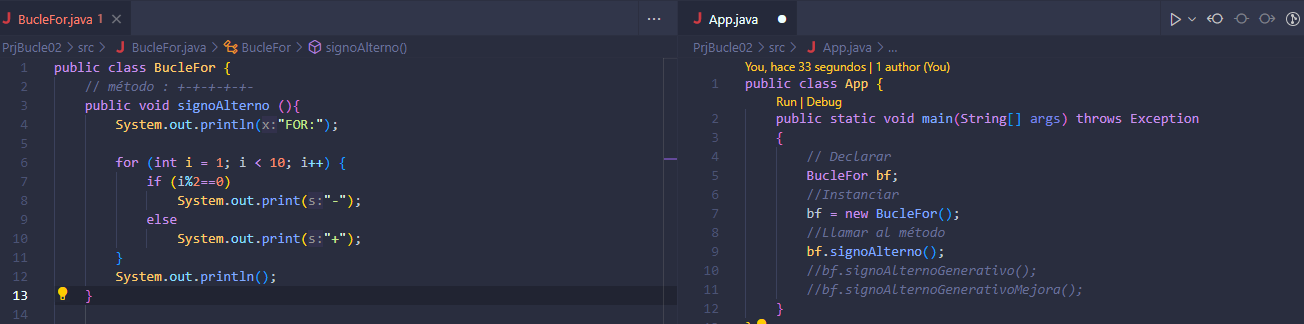 BucleFor.java 1
PrjBucle02 > src > BucleFor.java > BucleFor > signoAlterno()
1 public class BucleFor {
2 // método : +-+-+-+-+-
3 public void signoAlterno (){
4 System.out.println(x:"FOR:");
5
6 for (int i = 1; i < 10; i++) {
7 if (i%2==0)
8 System.out.print(s:"-");
9 else
10 System.out.print(s:"+");
11 }
12 System.out.println();
13 }
14
App.java
PrjBucle02 > src > App.java > ...
You, hace 33 segundos | 1 author (You)
1 public class App {
Run | Debug
2 public static void main(String[] args) throws Exception
3 {
4 // Declarar
5 BucleFor bf;
6 //Instanciar
7 bf = new BucleFor();
8 //Llamar al método
9 bf.signoAlterno();
10 //bf.signoAlternoGenerativo();
11 //bf.signoAlternoGenerativoMejora();
12 }